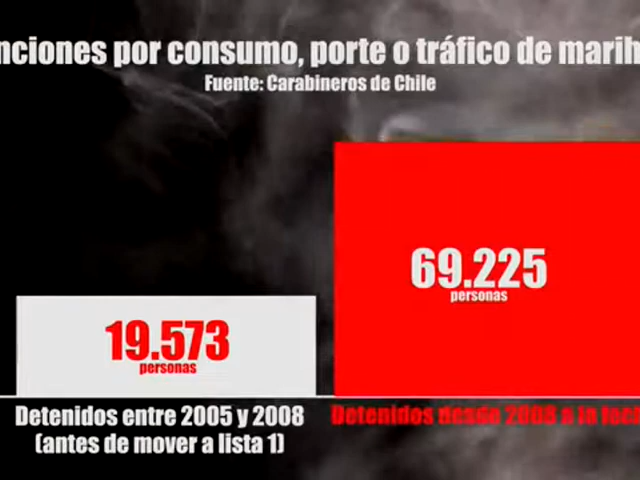 nciones por consumo, porte o tráfico de marih
Fuente: Carabineros de Chile
69.225
personas
19.573
personas
Detenidos entre 2005 y 2008
(antes de mover a lista 1)
Detenidos desde 2008 a la fec